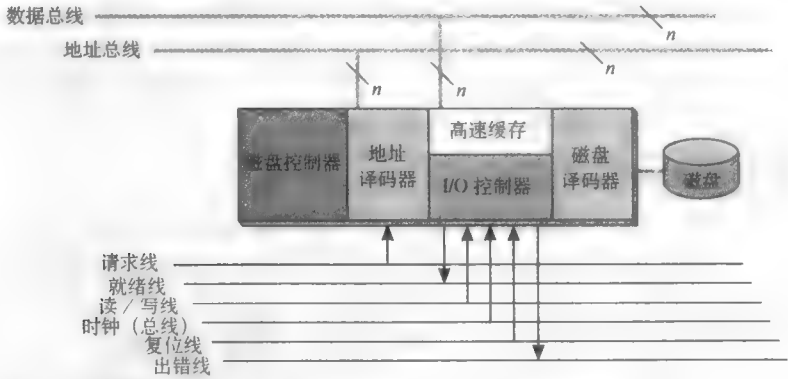 数据总线
n
地址总线
n
n
n
磁盘控制器
地址
译码器
高速缓存
I/O 控制器
磁盘
译码器
磁盘
请求线
就绪线
读 / 写线
时钟（总线）
复位线
出错线